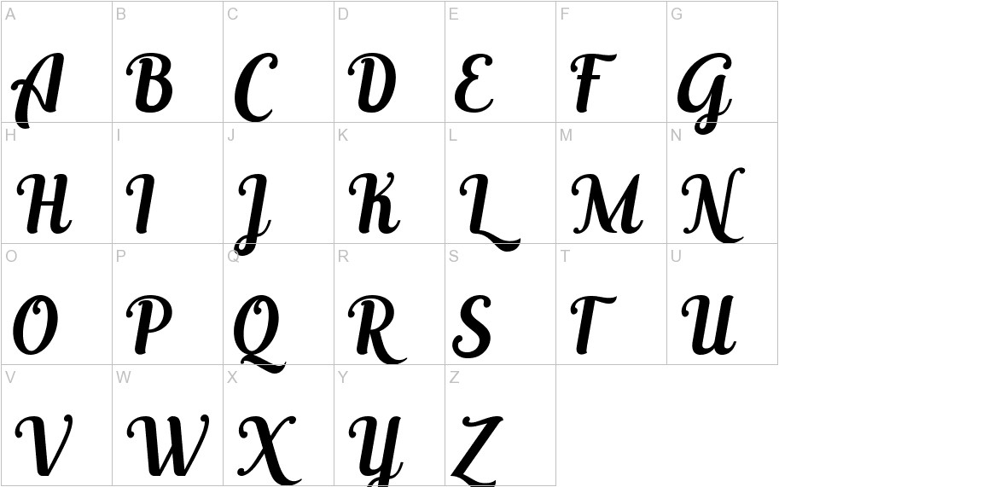 A B C D E F G
A B C D E F G
H I J K L M N
H I J K L M N
O P Q R S T U
O P Q R S T U
V W X Y Z
V W X Y Z